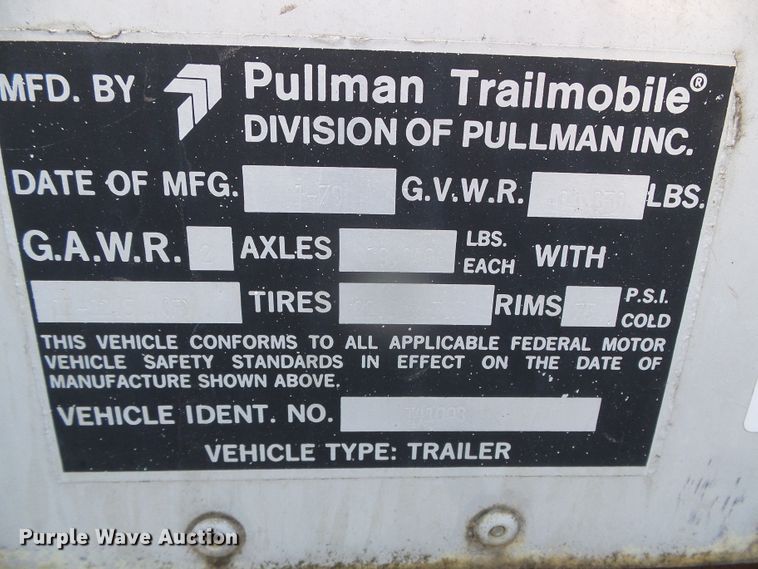 MFD. BY Pullman Trailmobile®
DIVISION OF PULLMAN INC.
DATE OF MFG. G.V.W.R. LBS.
G.A.W.R. 2 AXLES LBS. EACH WITH
TIRES RIMS P.S.I. COLD
THIS VEHICLE CONFORMS TO ALL APPLICABLE FEDERAL MOTOR
VEHICLE SAFETY STANDARDS IN EFFECT ON THE DATE OF
MANUFACTURE SHOWN ABOVE.
VEHICLE IDENT. NO.
VEHICLE TYPE: TRAILER
Purple Wave Auction